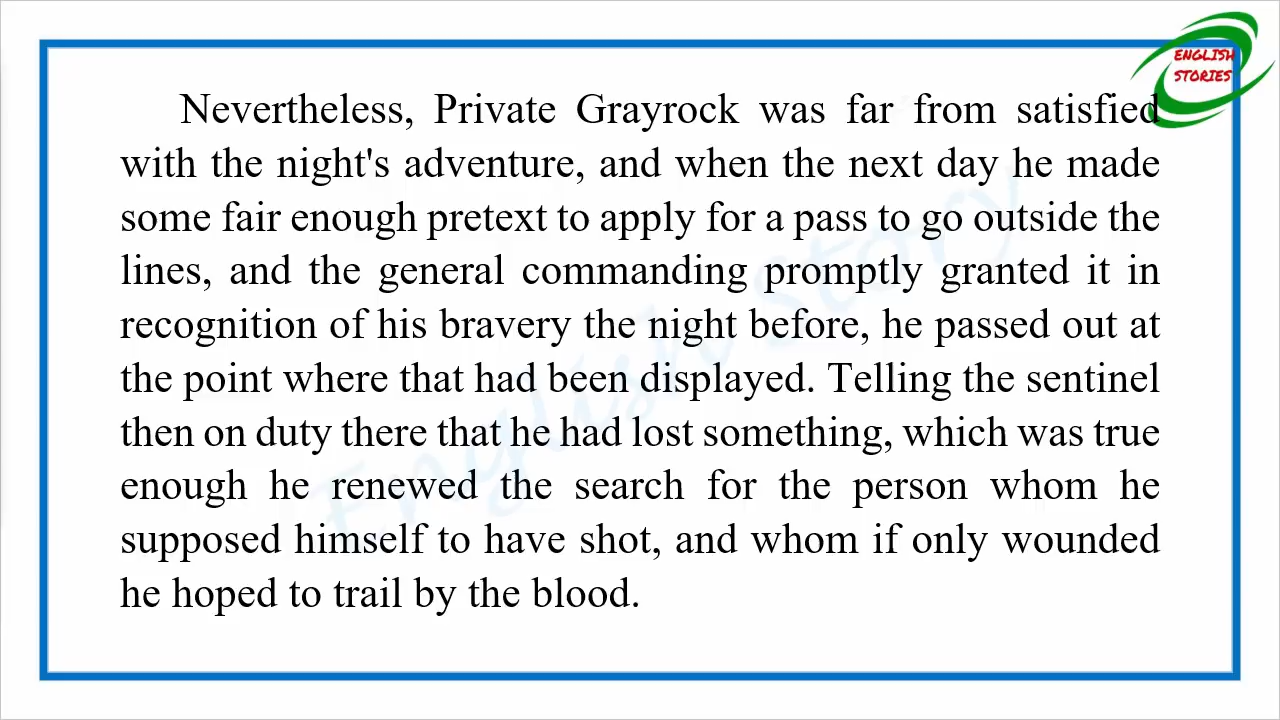 ENGLISH
STORIES
Nevertheless, Private Grayrock was far from satisfied
with the night's adventure, and when the next day he made
some fair enough pretext to apply for a pass to go outside the
lines, and the general commanding promptly granted it in
recognition of his bravery the night before, he passed out at
the point where that had been displayed. Telling the sentinel
then on duty there that he had lost something, which was true
enough he renewed the search for the person whom he
supposed himself to have shot, and whom if only wounded
he hoped to trail by the blood.
English Story